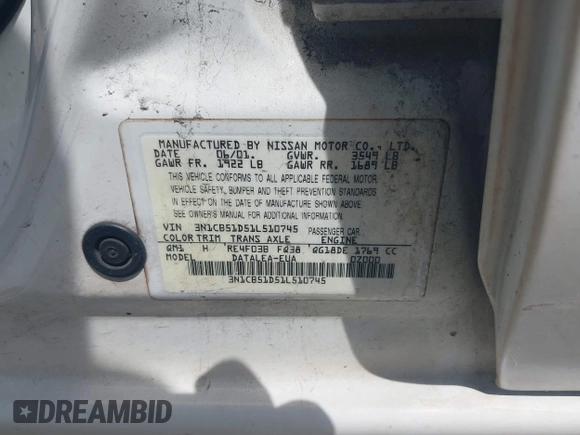 MANUFACTURED BY NISSAN MOTOR CO., LTD.
DATE 06/01. GVWR. 3549 LB
GAWR FR. 1922 LB GAWR RR. 1689 LB
THIS VEHICLE CONFORMS TO ALL APPLICABLE FEDERAL MOTOR
VEHICLE SAFETY, BUMPER AND THEFT PREVENTION STANDARDS
IN EFFECT ON THE DATE OF MANUFACTURE SHOWN ABOVE.
SEE OWNER'S MANUAL FOR ADDITIONAL INFORMATION.
VIN 3N1CB51D51L510745 PASSENGER CAR
COLOR TRIM TRANS AXLE ENGINE
QM1 H RE4F03B FQ38 QG18DE 1769 CC
MODEL DATALEA-EUA 0Z000
3N1CB51D51L510745
DREAMBID